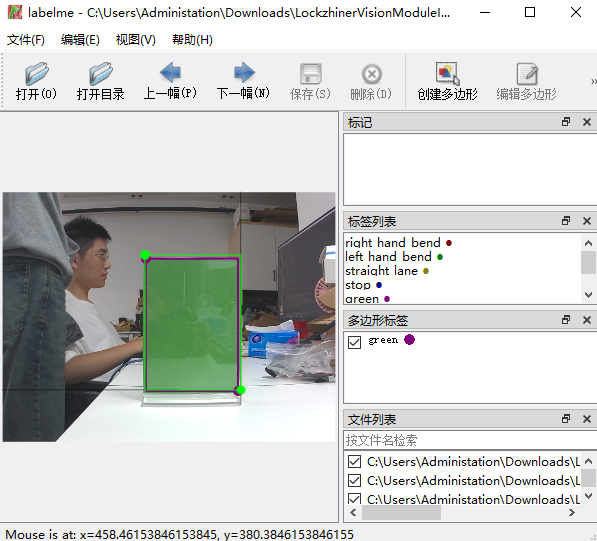 labelme - C:\Users\Administation\Downloads\LockzhinerVisionModuleI...
文件(F) 编辑(E) 视图(V) 帮助(H)
打开(O) 打开目录 上一幅(P) 下一幅(N) 保存(S) 删除(D) 创建多边形 编辑多边形 »
标记
标签列表
right hand bend
left hand bend
straight lane
stop
green
多边形标签
green
文件列表
按文件名检索
C:\Users\Administation\Downloads\L
C:\Users\Administation\Downloads\L
C:\Users\Administation\Downloads\L
Mouse is at: x=458.46153846153845, y=380.3846153846155